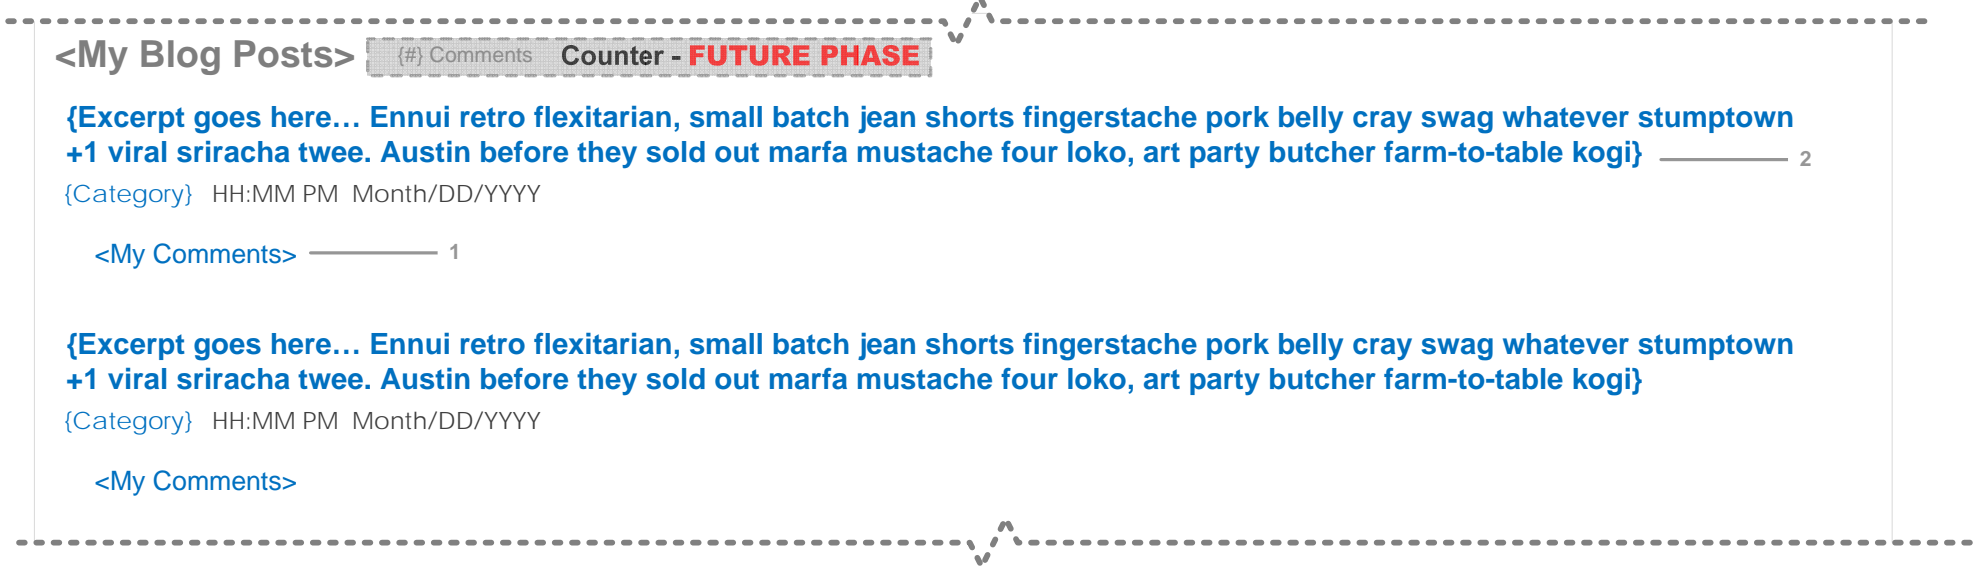 <My Blog Posts> {#} Comments Counter - FUTURE PHASE
{Excerpt goes here… Ennui retro flexitarian, small batch jean shorts fingerstache pork belly cray swag whatever stumptown
+1 viral sriracha twee. Austin before they sold out marfa mustache four loko, art party butcher farm-to-table kogi} 2
{Category} HH:MM PM Month/DD/YYYY
<My Comments> 1
{Excerpt goes here… Ennui retro flexitarian, small batch jean shorts fingerstache pork belly cray swag whatever stumptown
+1 viral sriracha twee. Austin before they sold out marfa mustache four loko, art party butcher farm-to-table kogi}
{Category} HH:MM PM Month/DD/YYYY
<My Comments>